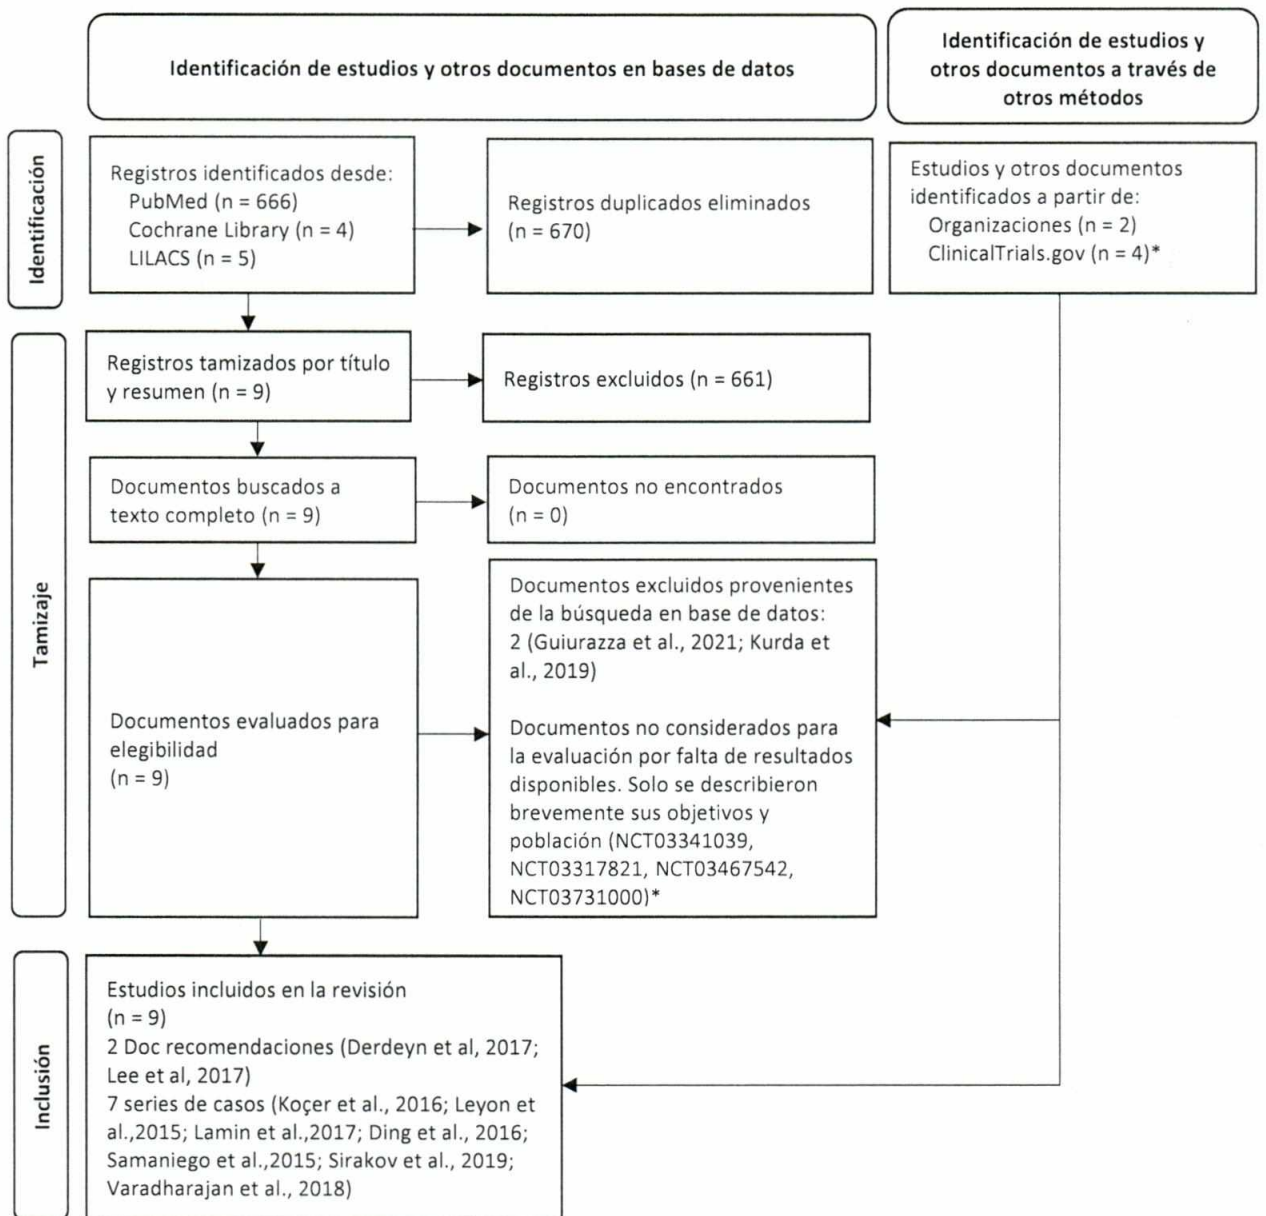 Identificación de estudios y otros documentos en bases de datos
Identificación de estudios y
otros documentos a través de
otros métodos
Identificación
Registros identificados desde:
PubMed (n = 666)
Cochrane Library (n = 4)
LILACS (n = 5)
Registros duplicados eliminados
(n = 670)
Estudios y otros documentos
identificados a partir de:
Organizaciones (n = 2)
ClinicalTrials.gov (n = 4)*
Tamizaje
Registros tamizados por título
y resumen (n = 9)
Registros excluidos (n = 661)
Documentos buscados a
texto completo (n = 9)
Documentos no encontrados
(n = 0)
Documentos evaluados para
elegibilidad
(n = 9)
Documentos excluidos provenientes
de la búsqueda en base de datos:
2 (Guiurazza et al., 2021; Kurda et
al., 2019)
Documentos no considerados para
la evaluación por falta de resultados
disponibles. Solo se describieron
brevemente sus objetivos y
población (NCT03341039,
NCT03317821, NCT03467542,
NCT03731000)*
Inclusión
Estudios incluidos en la revisión
(n = 9)
2 Doc recomendaciones (Derdeyn et al, 2017;
Lee et al, 2017)
7 series de casos (Koçer et al., 2016; Leyon et
al.,2015; Lamin et al.,2017; Ding et al., 2016;
Samaniego et al.,2015; Sirakov et al., 2019;
Varadharajan et al., 2018)